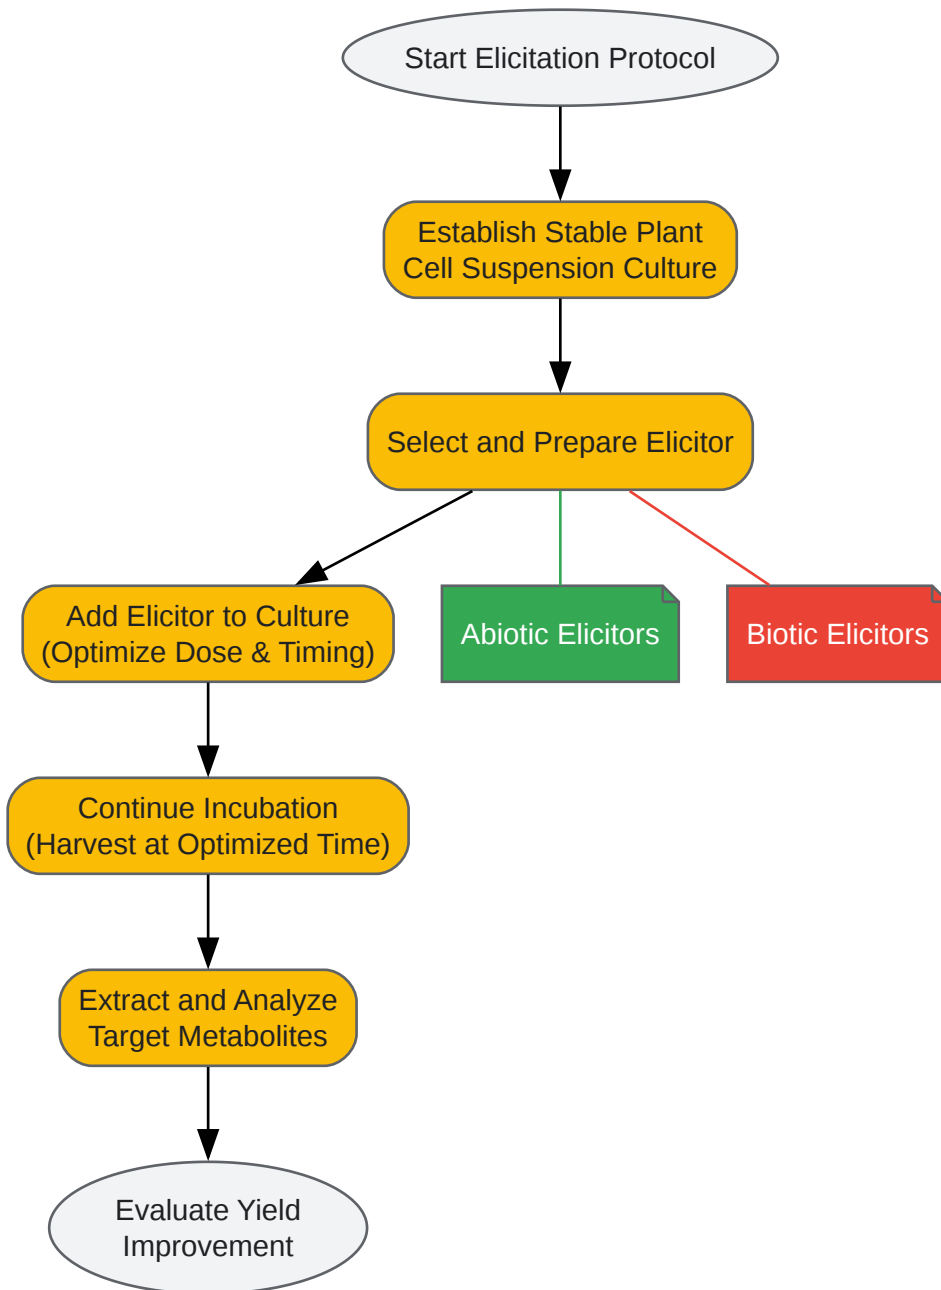 Start Elicitation Protocol
Establish Stable Plant
Cell Suspension Culture
Select and Prepare Elicitor
Add Elicitor to Culture
(Optimize Dose & Timing)
Abiotic Elicitors
Biotic Elicitors
Continue Incubation
(Harvest at Optimized Time)
Extract and Analyze
Target Metabolites
Evaluate Yield
Improvement